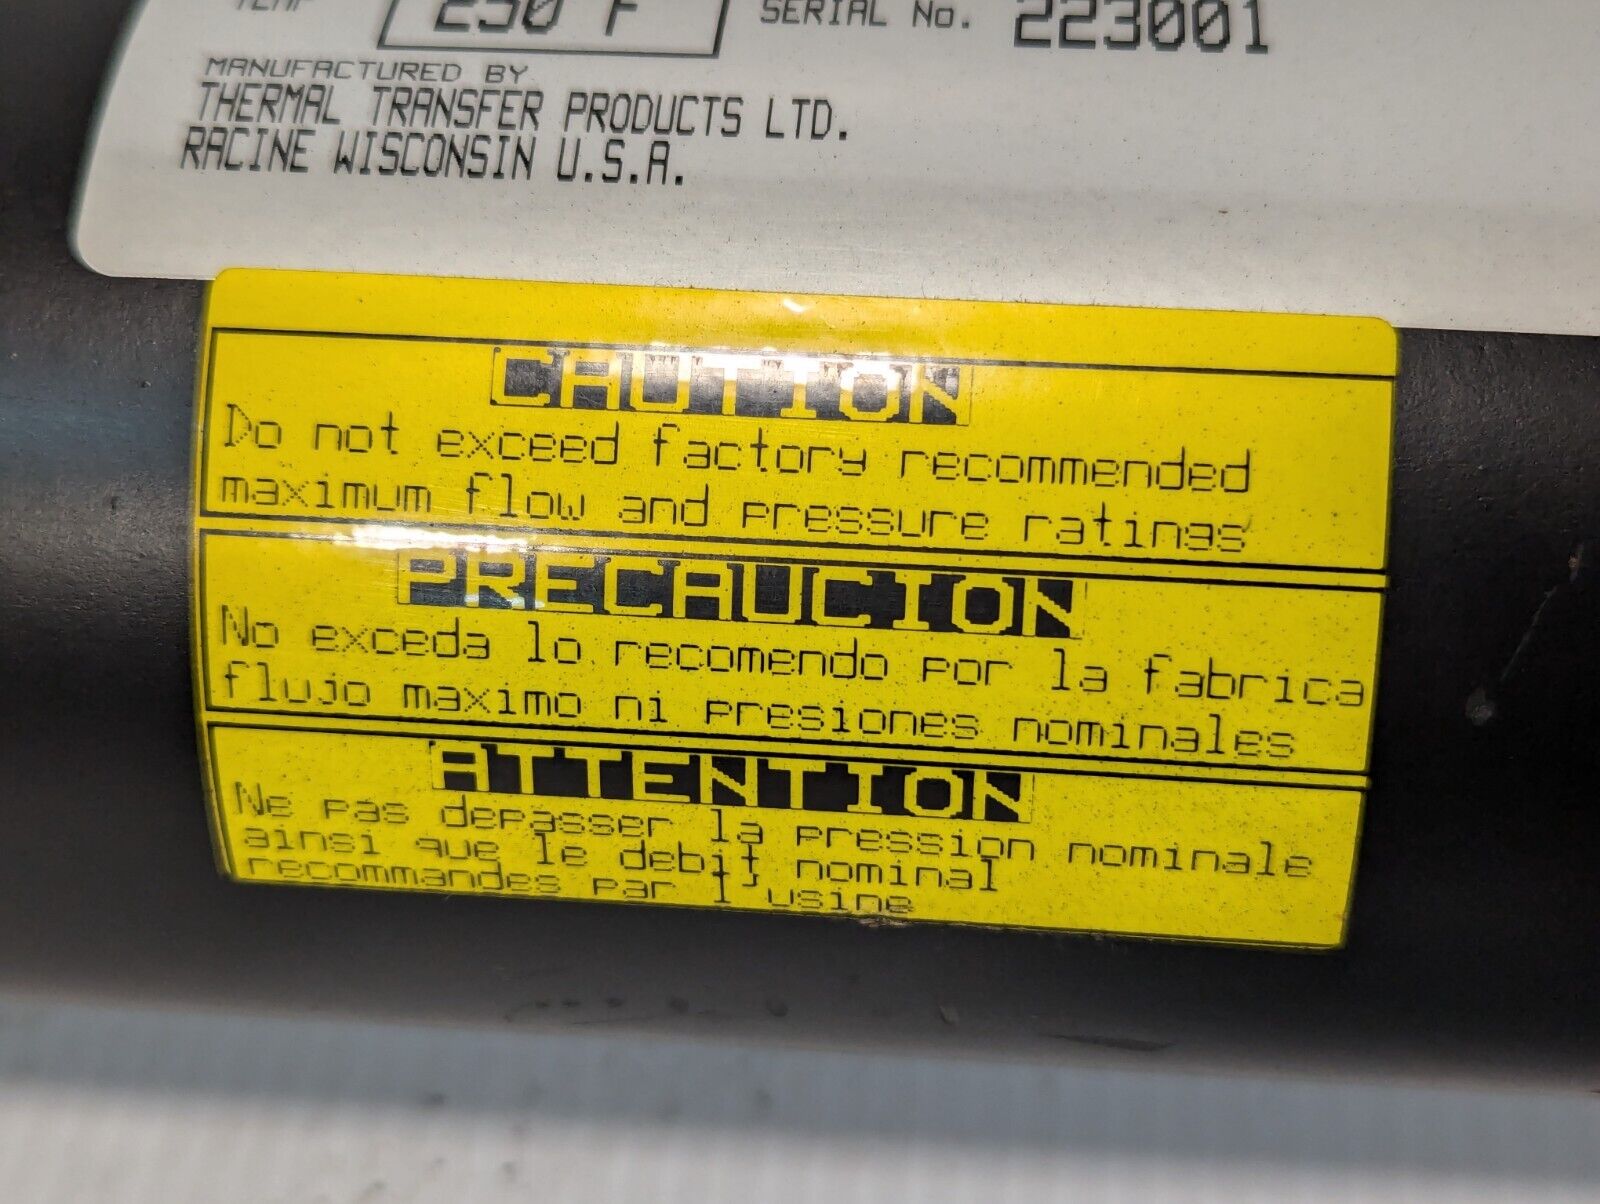 TEMP 250 F SERIAL No. 223001
MANUFACTURED BY
THERMAL TRANSFER PRODUCTS LTD.
RACINE WISCONSIN U.S.A.
CAUTION
Do not exceed factory recommended
maximum flow and pressure ratings
PRECAUCION
No exceda lo recomendo por la fabrica
flujo maximo ni presiones nominales
ATTENTION
Ne pas depasser la pression nominale
ainsi que le debit nominal
recommandes par l'usine